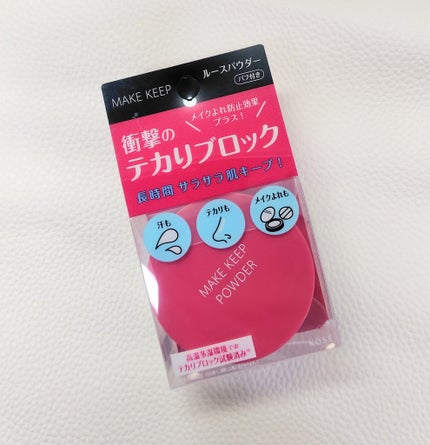 MAKE KEEP
ルースパウダー
パフ付き
メイクよれ防止効果
プラス!
衝撃の
テカりブロック
長時間 サラサラ肌キープ!
汗も
テカリも
メイクよれも
MAKE KEEP
POWDER
高温多湿環境での
テカリブロック試験済み※
KOSÉ